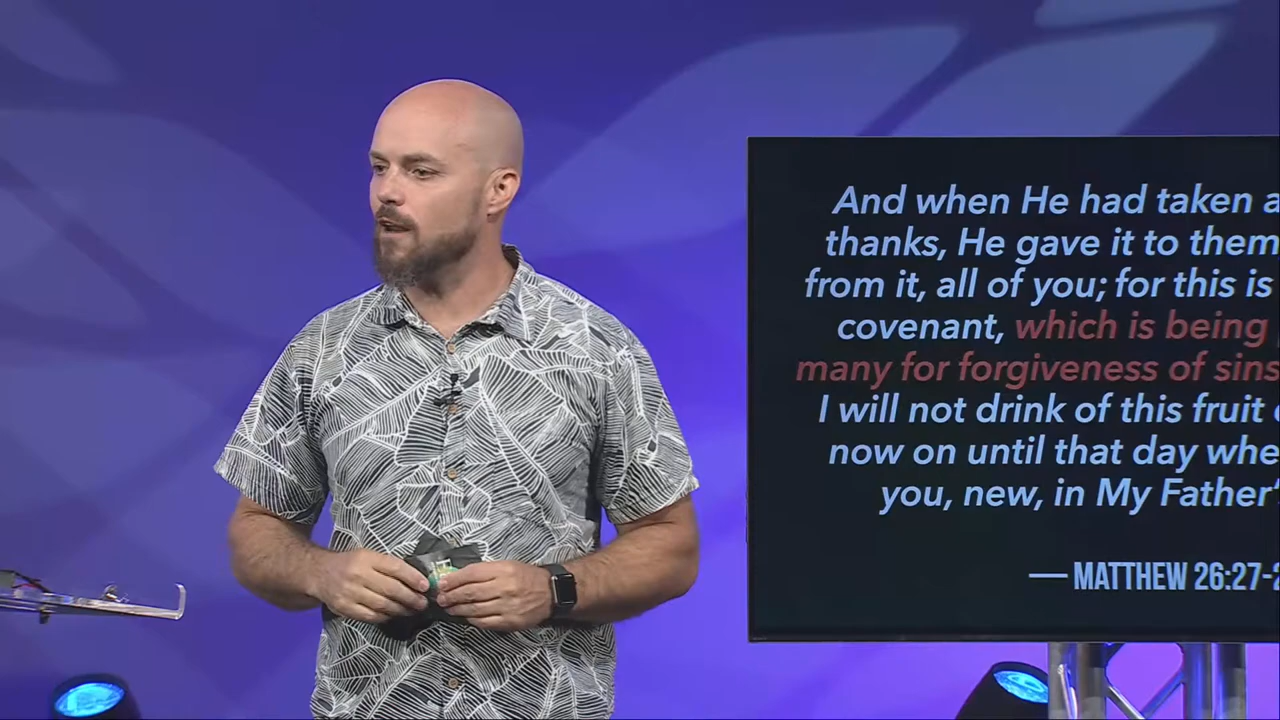 And when He had taken a
thanks, He gave it to them
from it, all of you; for this is
covenant, which is being
many for forgiveness of sins
I will not drink of this fruit
now on until that day whe
you, new, in My Father'
— MATTHEW 26:27-2